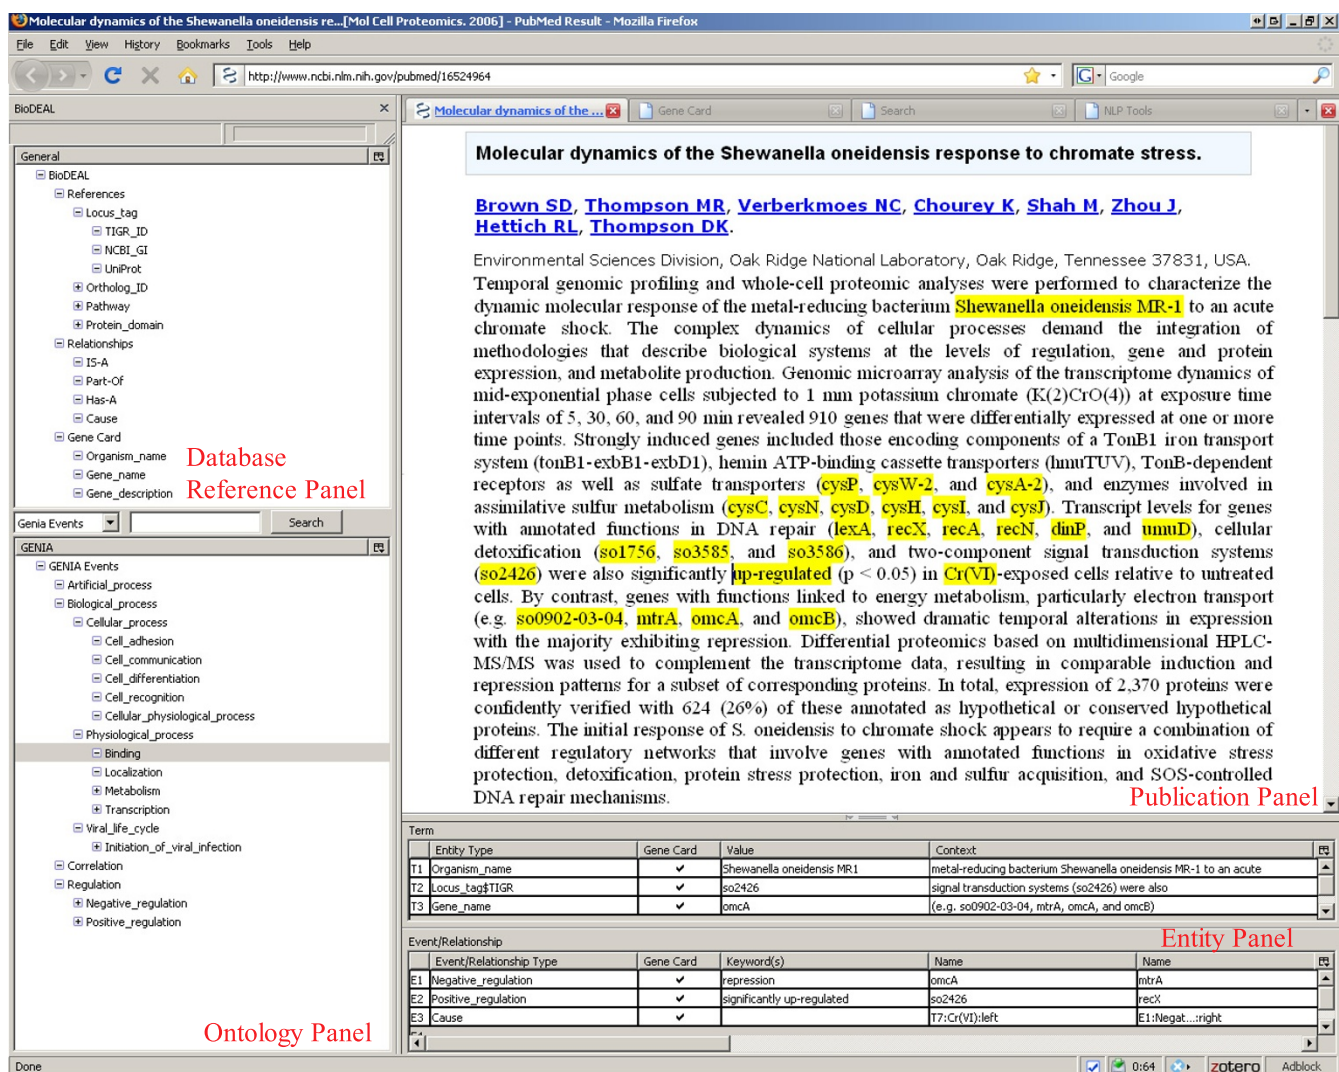 Molecular dynamics of the Shewanella oneidensis re...[Mol Cell Proteomics. 2006] - PubMed Result - Mozilla Firefox
File Edit View History Bookmarks Tools Help
http://www.ncbi.nlm.nih.gov/pubmed/16524964
G Google
BioDEAL
General
BioDEAL
References
Locus_tag
TIGR_ID
NCBI_GI
UniProt
Ortholog_ID
Pathway
Protein_domain
Relationships
IS-A
Part-Of
Has-A
Cause
Gene Card
Organism_name
Gene_name
Gene_description
Database
Reference Panel
Genia Events Search
GENIA
GENIA Events
Artificial_process
Biological_process
Cellular_process
Cell_adhesion
Cell_communication
Cell_differentiation
Cell_recognition
Cellular_physiological_process
Physiological_process
Binding
Localization
Metabolism
Transcription
Viral_life_cycle
Initiation_of_viral_infection
Correlation
Regulation
Negative_regulation
Positive_regulation
Ontology Panel
Molecular dynamics of the ... Gene Card Search NLP Tools
Molecular dynamics of the Shewanella oneidensis response to chromate stress.
Brown SD, Thompson MR, Verberkmoes NC, Chourey K, Shah M, Zhou J,
Hettich RL, Thompson DK.
Environmental Sciences Division, Oak Ridge National Laboratory, Oak Ridge, Tennessee 37831, USA.
Temporal genomic profiling and whole-cell proteomic analyses were performed to characterize the
dynamic molecular response of the metal-reducing bacterium Shewanella oneidensis MR-1 to an acute
chromate shock. The complex dynamics of cellular processes demand the integration of
methodologies that describe biological systems at the levels of regulation, gene and protein
expression, and metabolite production. Genomic microarray analysis of the transcriptome dynamics of
mid-exponential phase cells subjected to 1 mm potassium chromate (K(2)CrO(4)) at exposure time
intervals of 5, 30, 60, and 90 min revealed 910 genes that were differentially expressed at one or more
time points. Strongly induced genes included those encoding components of a TonB1 iron transport
system (tonB1-exbB1-exbD1), hemin ATP-binding cassette transporters (hmuTUV), TonB-dependent
receptors as well as sulfate transporters (cysP, cysW-2, and cysA-2), and enzymes involved in
assimilative sulfur metabolism (cysC, cysN, cysD, cysH, cysI, and cysJ). Transcript levels for genes
with annotated functions in DNA repair (lexA, recX, recA, recN, dinP, and umuD), cellular
detoxification (so1756, so3585, and so3586), and two-component signal transduction systems
(so2426) were also significantly up-regulated (p < 0.05) in Cr(VI)-exposed cells relative to untreated
cells. By contrast, genes with functions linked to energy metabolism, particularly electron transport
(e.g. so0902-03-04, mtrA, omcA, and omcB), showed dramatic temporal alterations in expression
with the majority exhibiting repression. Differential proteomics based on multidimensional HPLC-
MS/MS was used to complement the transcriptome data, resulting in comparable induction and
repression patterns for a subset of corresponding proteins. In total, expression of 2,370 proteins were
confidently verified with 624 (26%) of these annotated as hypothetical or conserved hypothetical
proteins. The initial response of S. oneidensis to chromate shock appears to require a combination of
different regulatory networks that involve genes with annotated functions in oxidative stress
protection, detoxification, protein stress protection, iron and sulfur acquisition, and SOS-controlled
DNA repair mechanisms.
Publication Panel
Term
Entity Type Gene Card Value Context
T1 Organism_name Shewanella oneidensis MR1 metal-reducing bacterium Shewanella oneidensis MR-1 to an acute
T2 Locus_tag$TIGR so2426 signal transduction systems (so2426) were also
T3 Gene_name omcA (e.g. so0902-03-04, mtrA, omcA, and omcB)
Entity Panel
Event/Relationship
Event/Relationship Type Gene Card Keyword(s) Name Name
E1 Negative_regulation repression omcA mtrA
E2 Positive_regulation significantly up-regulated so2426 recX
E3 Cause T7:Cr(VI):left E1:Negat...:right
Done 0:64 zotero Adblock